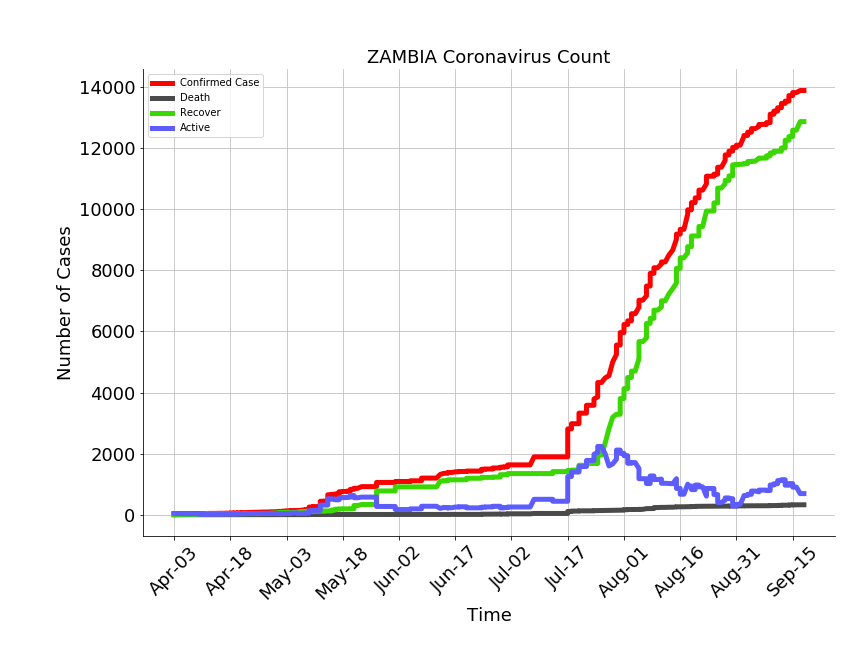 ZAMBIA Coronavirus Count
Confirmed Case
Death
Recover
Active
Number of Cases
14000
12000
10000
8000
6000
4000
2000
0
Apr-03 Apr-18 May-03 May-18 Jun-02 Jun-17 Jul-02 Jul-17 Aug-01 Aug-16 Aug-31 Sep-15
Time